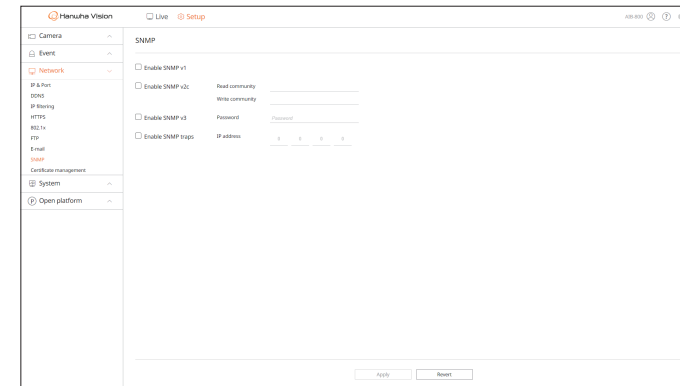 Hanwha Vision
Live
Setup
AIB-800
Camera
Event
Network
IP & Port
DDNS
IP filtering
HTTPS
802.1x
FTP
E-mail
SNMP
Certificate management
System
Open platform
SNMP
Enable SNMP v1
Enable SNMP v2c Read community
Write community
Enable SNMP v3 Password Password
Enable SNMP traps IP address 0 0 0 0
Apply Revert